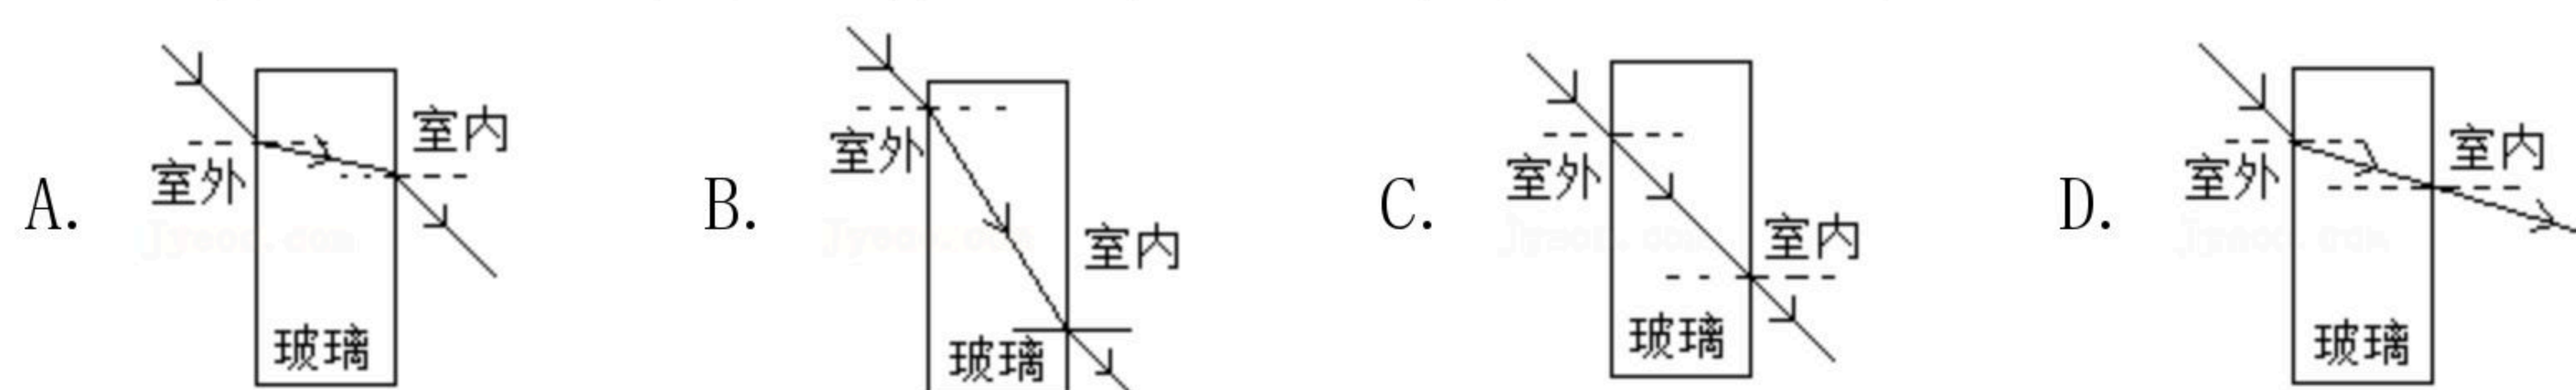 A. 室外 室内 玻璃
B. 室外 室内 玻璃
C. 室外 室内 玻璃
D. 室外 室内 玻璃